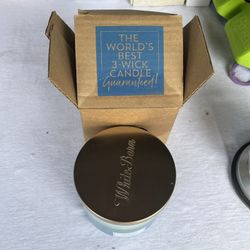 THE
WORLD'S
BEST
3-WICK
CANDLE
Guaranteed!
White Barn